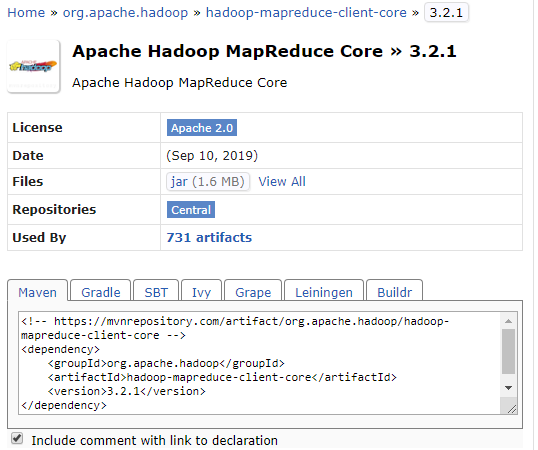 Home » org.apache.hadoop » hadoop-mapreduce-client-core » 3.2.1
hadoop
Apache Hadoop MapReduce Core » 3.2.1
Apache Hadoop MapReduce Core
License Apache 2.0
Date (Sep 10, 2019)
Files jar (1.6 MB) View All
Repositories Central
Used By 731 artifacts
Maven Gradle SBT Ivy Grape Leiningen Buildr
<!-- https://mvnrepository.com/artifact/org.apache.hadoop/hadoop-
mapreduce-client-core -->
<dependency>
    <groupId>org.apache.hadoop</groupId>
    <artifactId>hadoop-mapreduce-client-core</artifactId>
    <version>3.2.1</version>
</dependency>
Include comment with link to declaration